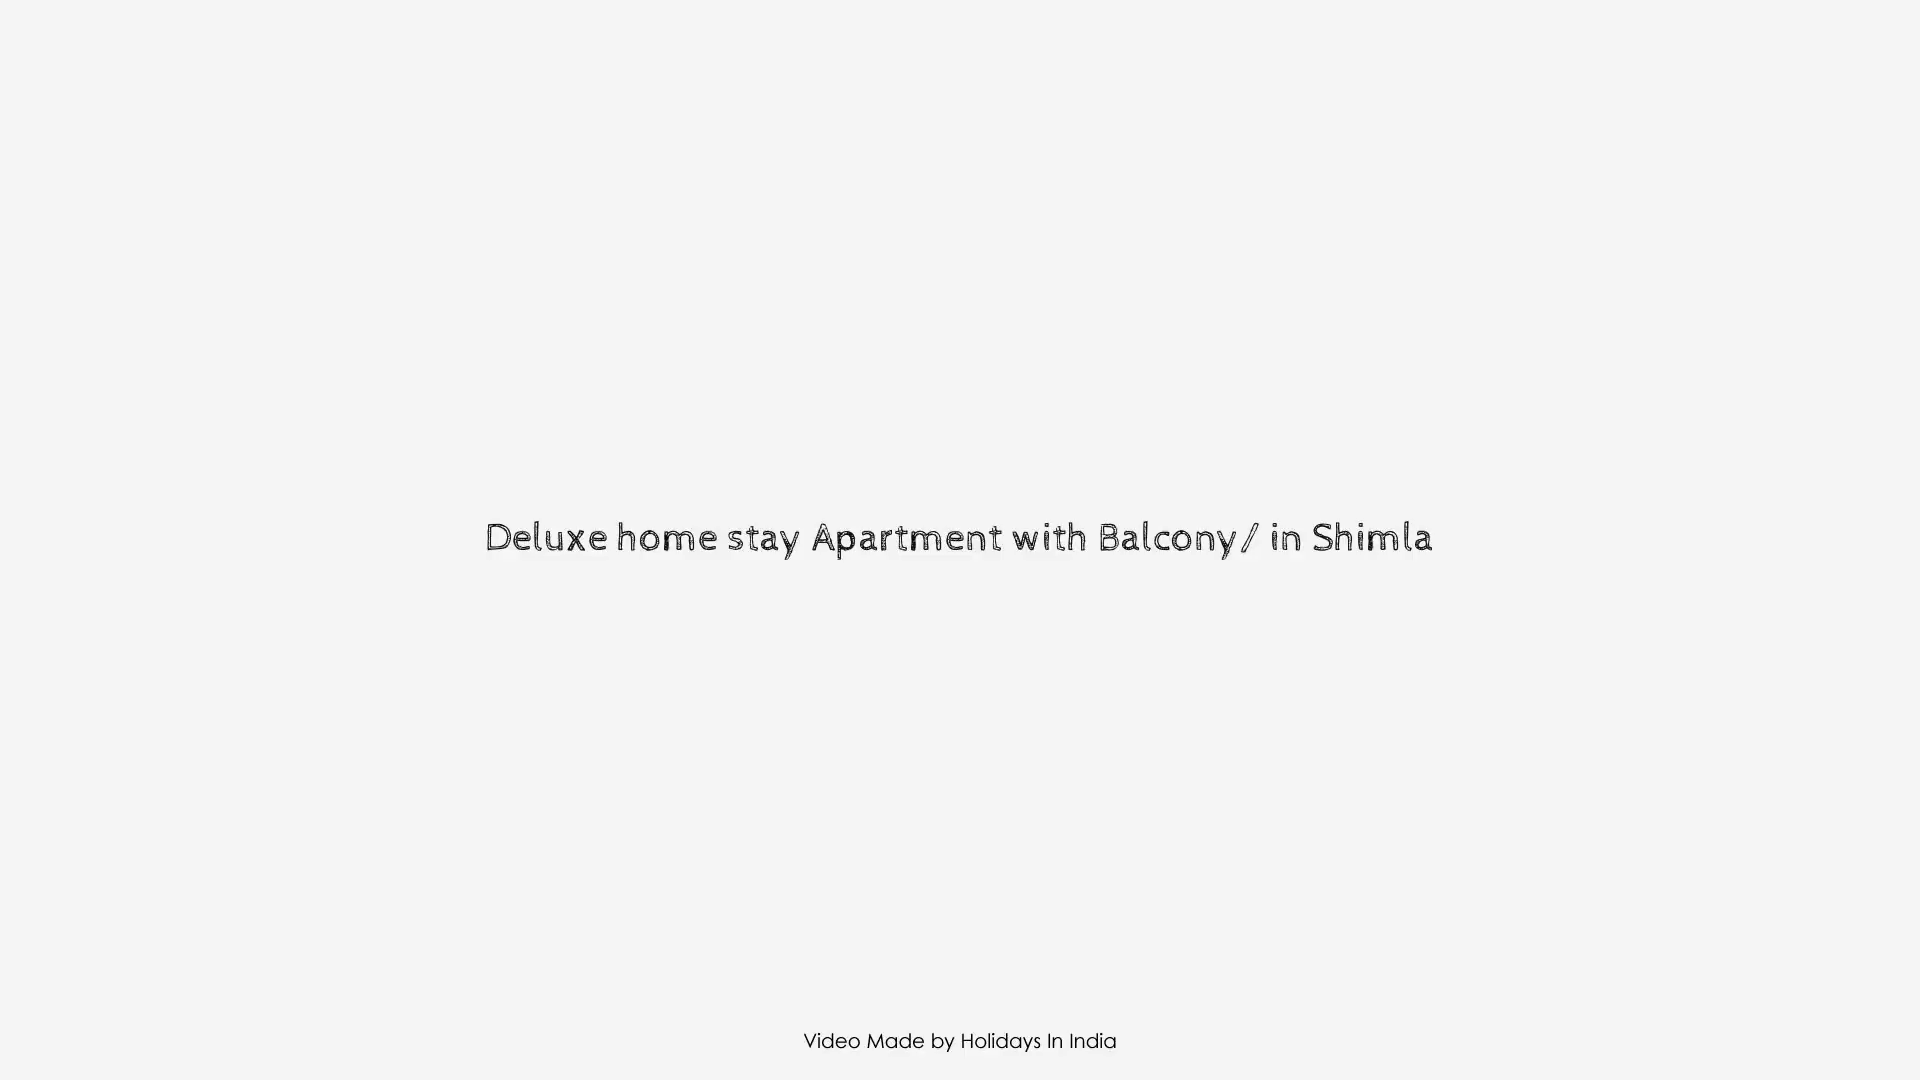 Deluxe home stay Apartment with Balcony/ in Shimla
Video Made by Holidays In India